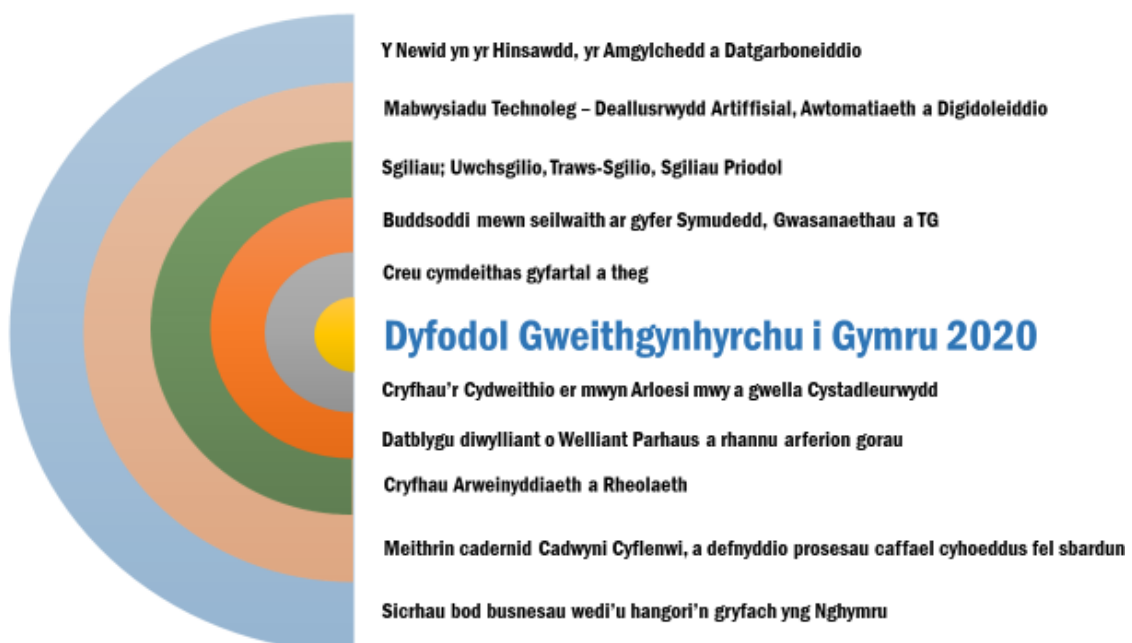 Y Newid yn yr Hinsawdd, yr Amgylchedd a Datgarboneiddio
Mabwysiadu Technoleg – Deallusrwydd Artiffisial, Awtomatiaeth a Digidoleiddio
Sgiliau; Uwchsgilio, Traws-Sgilio, Sgiliau Priodol
Buddsoddi mewn seilwaith ar gyfer Symudedd, Gwasanaethau a TG
Creu cymdeithas gyfartal a theg
Dyfodol Gweithgynhyrchu i Gymru 2020
Cryfhau'r Cydweithio er mwyn Arloesi mwy a gwella Cystadleurwydd
Datblygu diwylliant o Welliant Parhaus a rhannu arferion gorau
Cryfhau Arweinyddiaeth a Rheolaeth
Meithrin cadernid Cadwyni Cyflenwi, a defnyddio prosesau caffael cyhoeddus fel sbardun
Sicrhau bod busnesau wedi'u hangori'n gryfach yng Nghymru